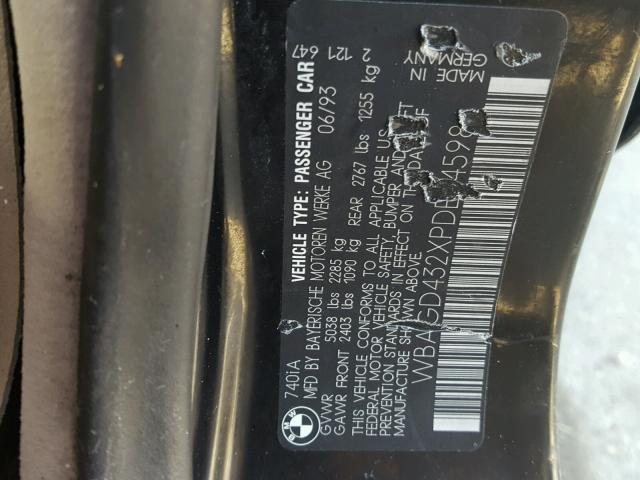 BMW
740iA 647
VEHICLE TYPE: PASSENGER CAR 2 121
MFD BY BAYERISCHE MOTOREN WERKE AG 06/93
GVWR 5038 lbs 2285 kg
GAWR FRONT 2403 lbs 1090 kg REAR 2767 lbs 1255 kg
THIS VEHICLE CONFORMS TO ALL APPLICABLE U.S.
FEDERAL MOTOR VEHICLE SAFETY, BUMPER, AND
PREVENTION STANDARDS IN EFFECT ON THE DATE OF
MANUFACTURE SHOWN ABOVE
MADE IN
GERMANY